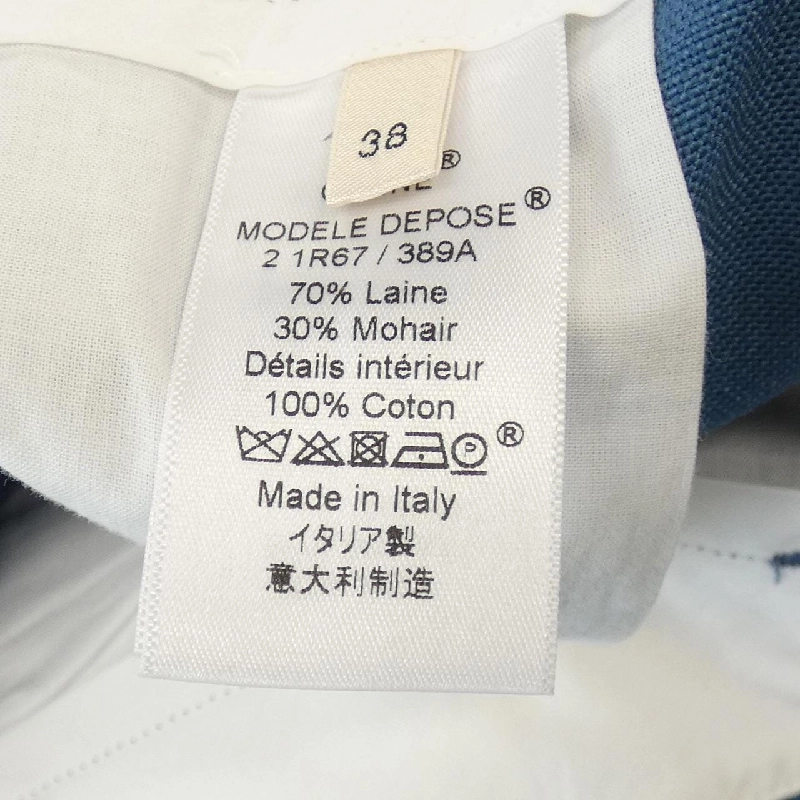 38
®
MODELE DEPOSE ®
2 1R67 / 389A
70% Laine
30% Mohair
Détails intérieur
100% Coton
P ®
Made in Italy
イタリア製
意大利制造